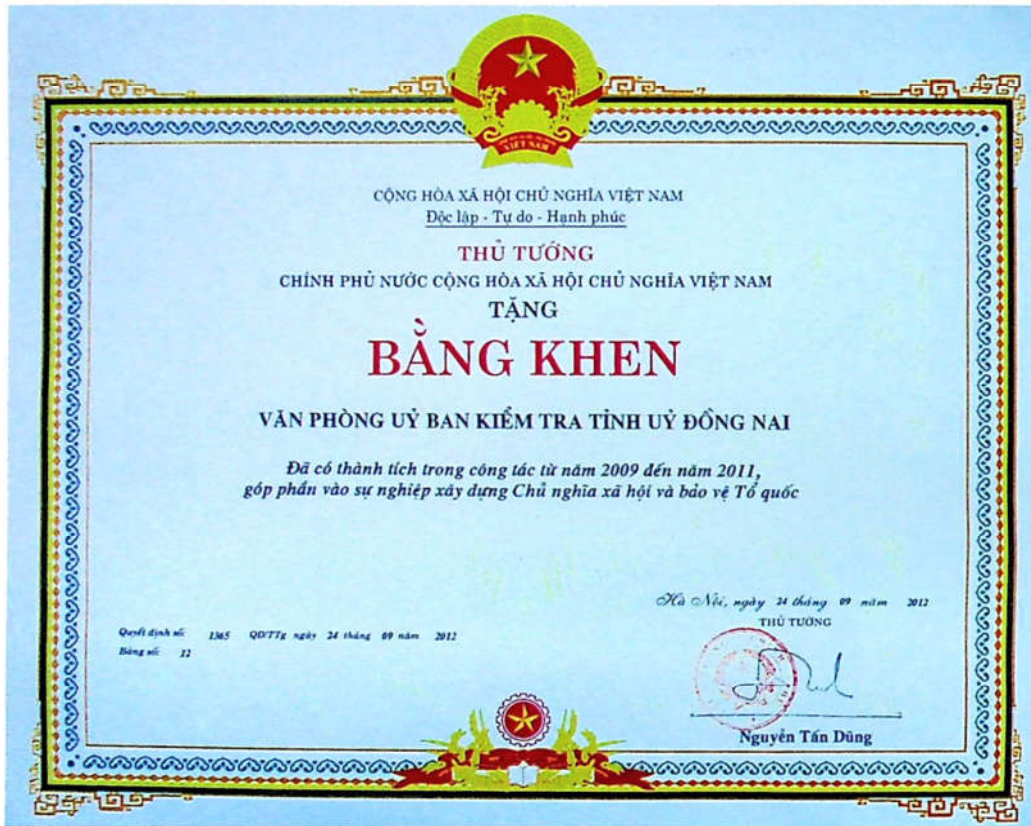 VIỆT NAM
CỘNG HÒA XÃ HỘI CHỦ NGHĨA VIỆT NAM
Độc lập - Tự do - Hạnh phúc
THỦ TƯỚNG
CHÍNH PHỦ NƯỚC CỘNG HÒA XÃ HỘI CHỦ NGHĨA VIỆT NAM
TẶNG
BẰNG KHEN
VĂN PHÒNG UỶ BAN KIỂM TRA TỈNH UỶ ĐỒNG NAI
Đã có thành tích trong công tác từ năm 2009 đến năm 2011,
góp phần vào sự nghiệp xây dựng Chủ nghĩa xã hội và bảo vệ Tổ quốc
Hà Nội, ngày 24 tháng 09 năm 2012
THỦ TƯỚNG
Quyết định số: 1365 QĐ/TTg ngày 24 tháng 09 năm 2012
Bằng số: 12
Nguyễn Tấn Dũng